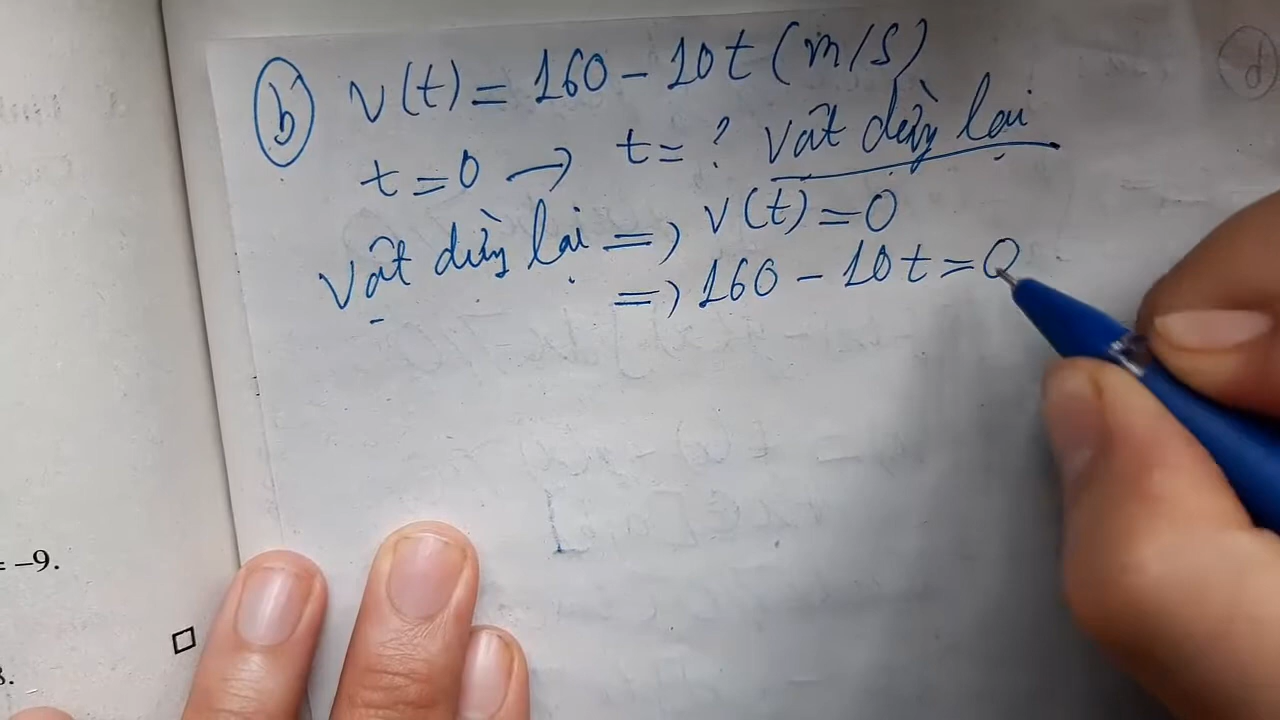 b) v(t) = 160 - 10t (m/s)
t = 0 → t = ? Vật dừng lại
Vật dừng lại => v(t) = 0
=> 160 - 10t = 0
= -9.